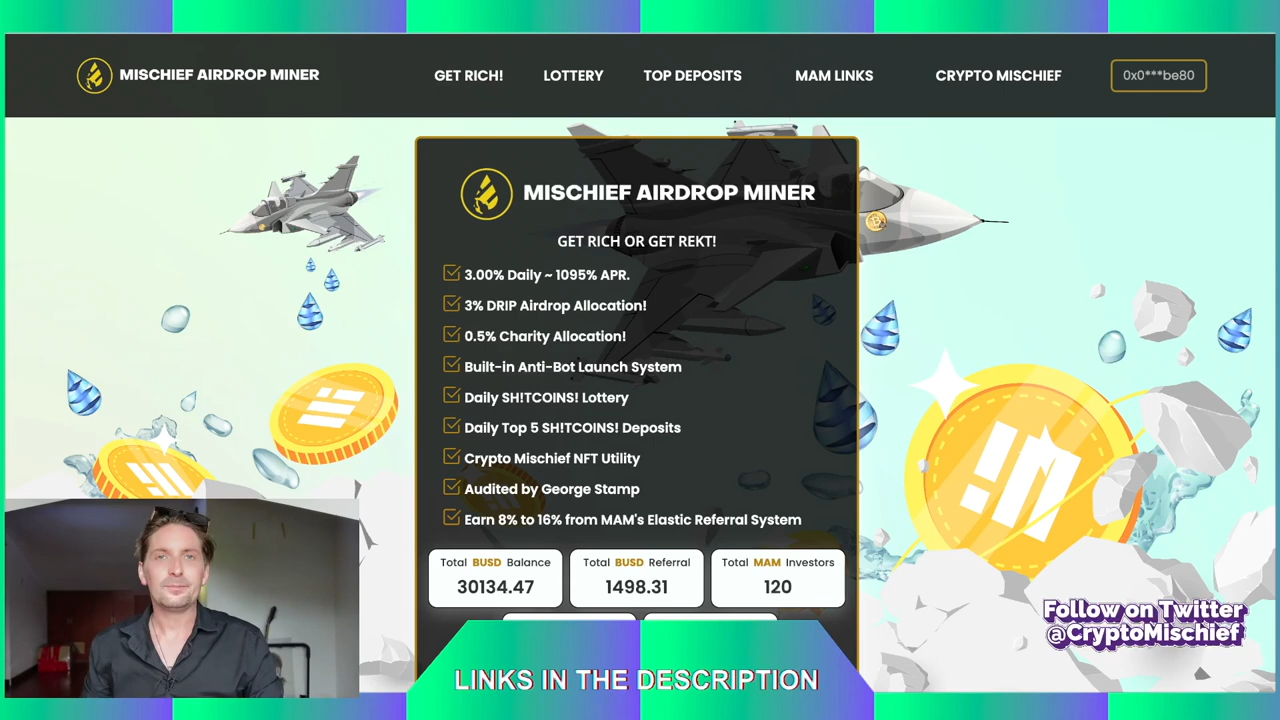 MISCHIEF AIRDROP MINER
GET RICH!
LOTTERY
TOP DEPOSITS
MAM LINKS
CRYPTO MISCHIEF
0x0***be80
MISCHIEF AIRDROP MINER
GET RICH OR GET REKT!
3.00% Daily ~ 1095% APR.
3% DRIP Airdrop Allocation!
0.5% Charity Allocation!
Built-in Anti-Bot Launch System
Daily SH!TCOINS! Lottery
Daily Top 5 SH!TCOINS! Deposits
Crypto Mischief NFT Utility
Audited by George Stamp
Earn 8% to 16% from MAM's Elastic Referral System
Total BUSD Balance
30134.47
Total BUSD Referral
1498.31
Total MAM Investors
120
Follow on Twitter
@CryptoMischief
LINKS IN THE DESCRIPTION